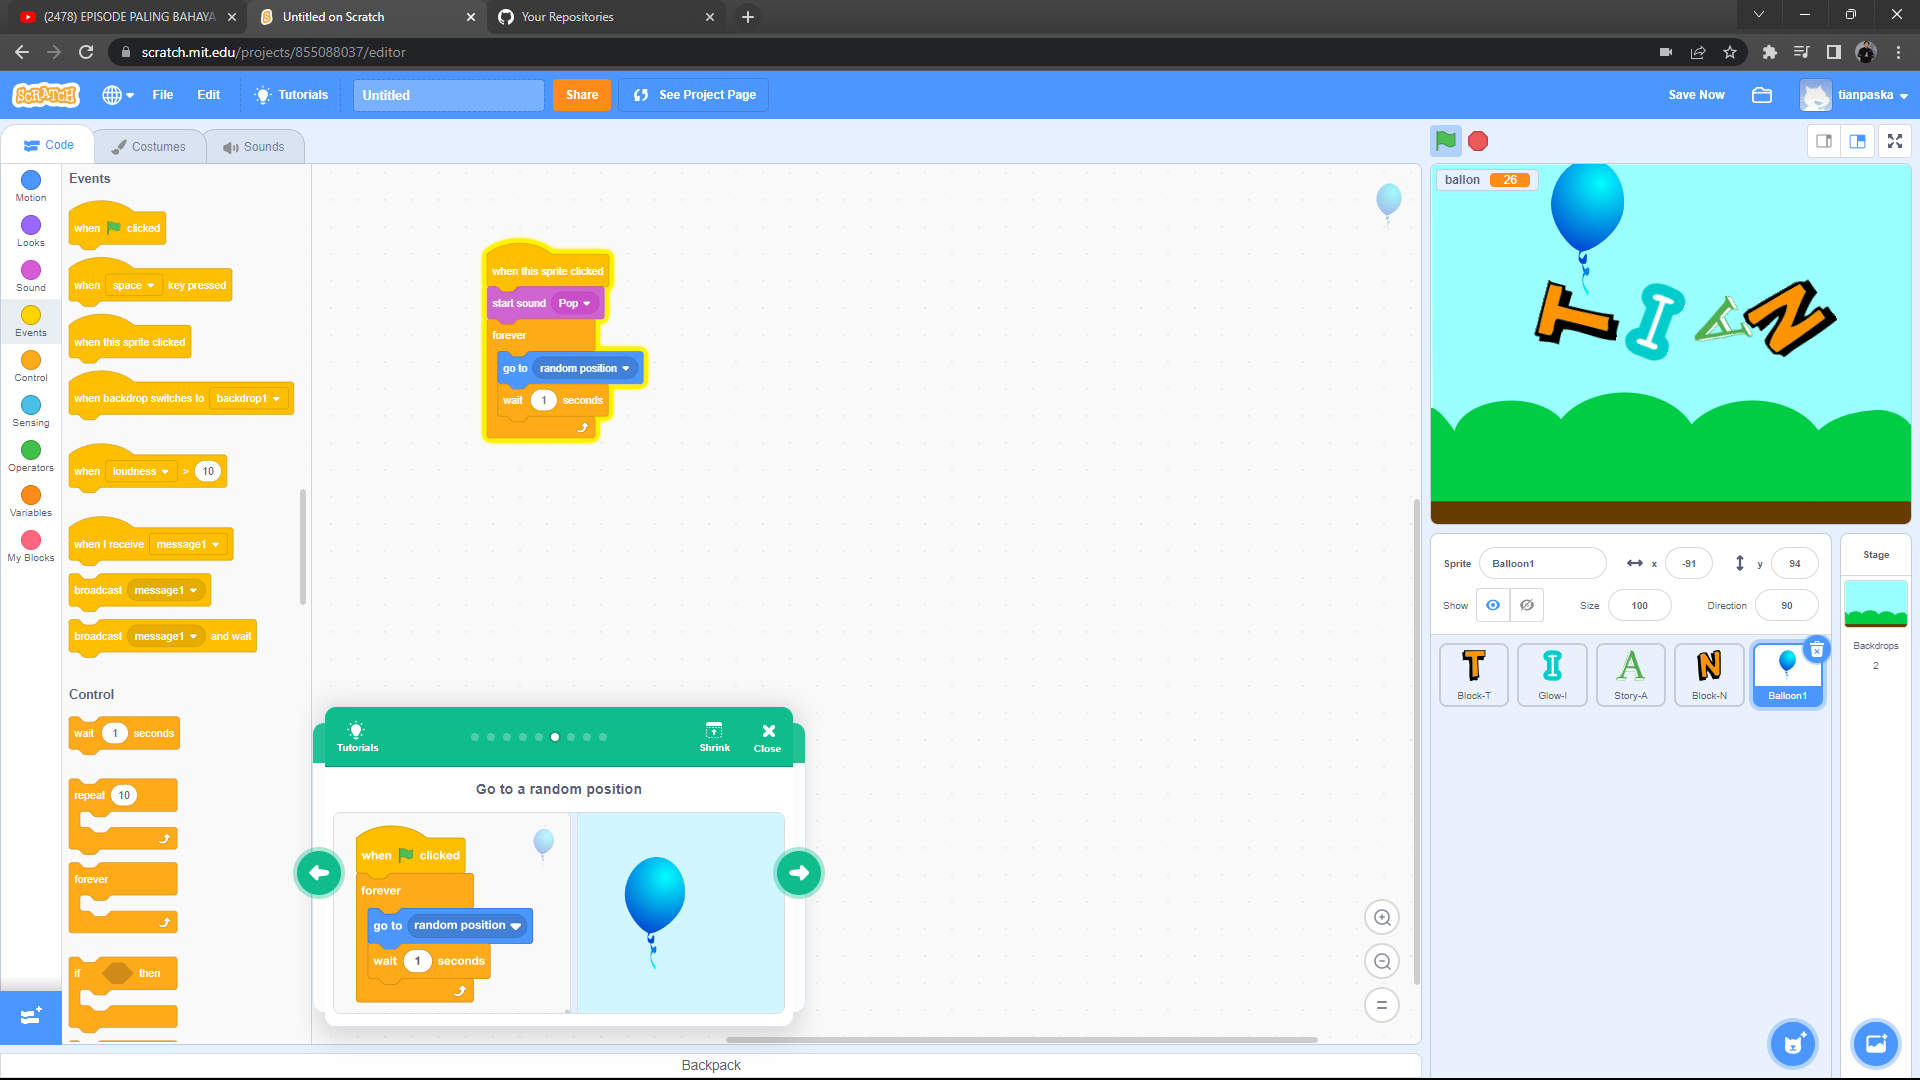 (2478) EPISODE PALING BAHAYA
Untitled on Scratch
Your Repositories
scratch.mit.edu/projects/855088037/editor
SCRATCH
File
Edit
Tutorials
Untitled
Share
See Project Page
Save Now
tianpaska
Code
Costumes
Sounds
Motion
Looks
Sound
Events
Control
Sensing
Operators
Variables
My Blocks
Events
when clicked
when space key pressed
when this sprite clicked
when backdrop switches to backdrop1
when loudness > 10
when I receive message1
broadcast message1
broadcast message1 and wait
Control
wait 1 seconds
repeat 10
forever
if then
when this sprite clicked
start sound Pop
forever
go to random position
wait 1 seconds
Tutorials
Shrink
Close
Go to a random position
when clicked
forever
go to random position
wait 1 seconds
Backpack
ballon 26
T I A N
Sprite Balloon1 x -91 y 94
Show Size 100 Direction 90
T
Block-T
I
Glow-I
A
Story-A
N
Block-N
Balloon1
Stage
Backdrops
2